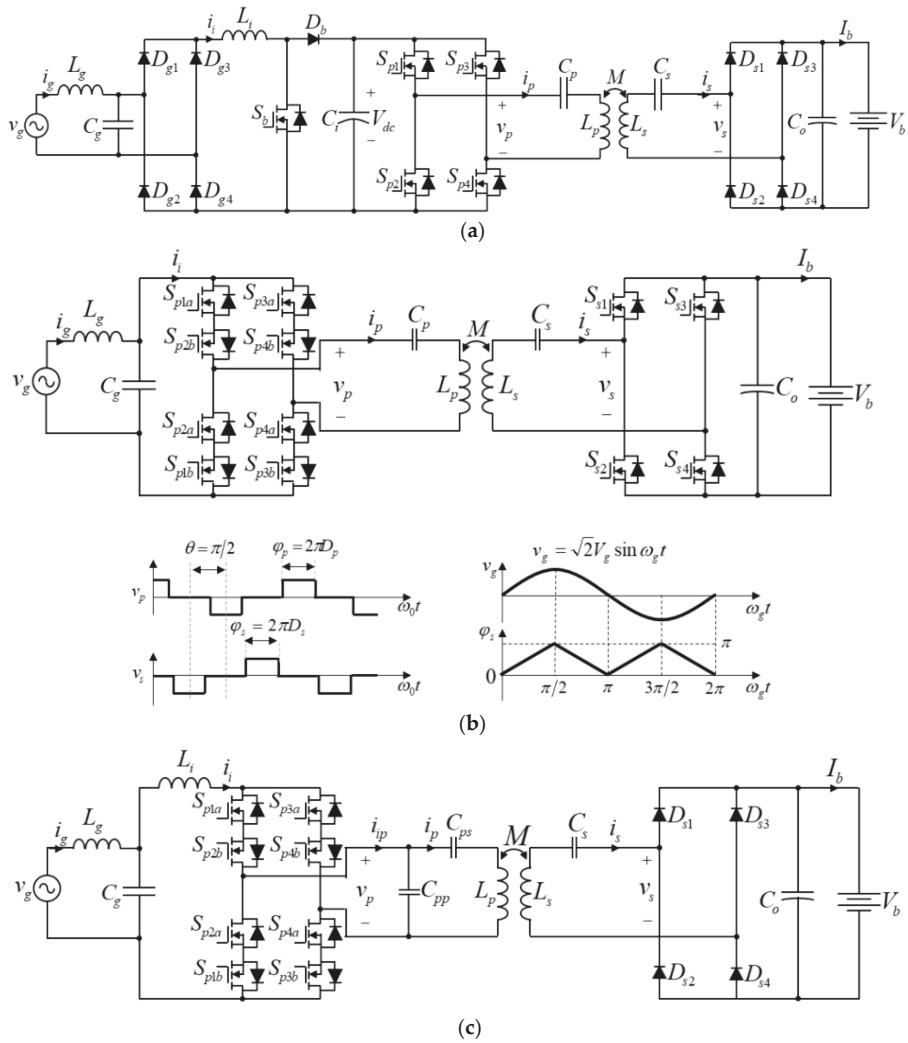 i_i L_i D_b I_b
D_g1 D_g3 S_p1 S_p3 C_p M C_s D_s1 D_s3
i_g L_g i_p i_s
v_g C_g S_b C_i + V_dc − + v_p − L_p L_s + v_s − C_o V_b
D_g2 D_g4 S_p2 S_p4 D_s2 D_s4
(a)
i_i I_b
S_p1a S_p3a S_s1 S_s3
i_g L_g S_p2b S_p4b i_p C_p M C_s i_s
v_g C_g + v_p − L_p L_s + v_s − C_o V_b
S_p2a S_p4a
S_p1b S_p3b S_s2 S_s4
θ = π/2 φ_p = 2πD_p
v_p ω_0t
φ_s = 2πD_s
v_s ω_0t
v_g = √2V_g sin ω_gt
v_g ω_gt
φ_s π
0 π/2 π 3π/2 2π ω_gt
(b)
L_i i_i I_b
S_p1a S_p3a D_s1 D_s3
i_g L_g S_p2b S_p4b i_ip i_p C_ps M C_s i_s
v_g C_g + v_p − C_pp L_p L_s + v_s − C_o V_b
S_p2a S_p4a
S_p1b S_p3b D_s2 D_s4
(c)